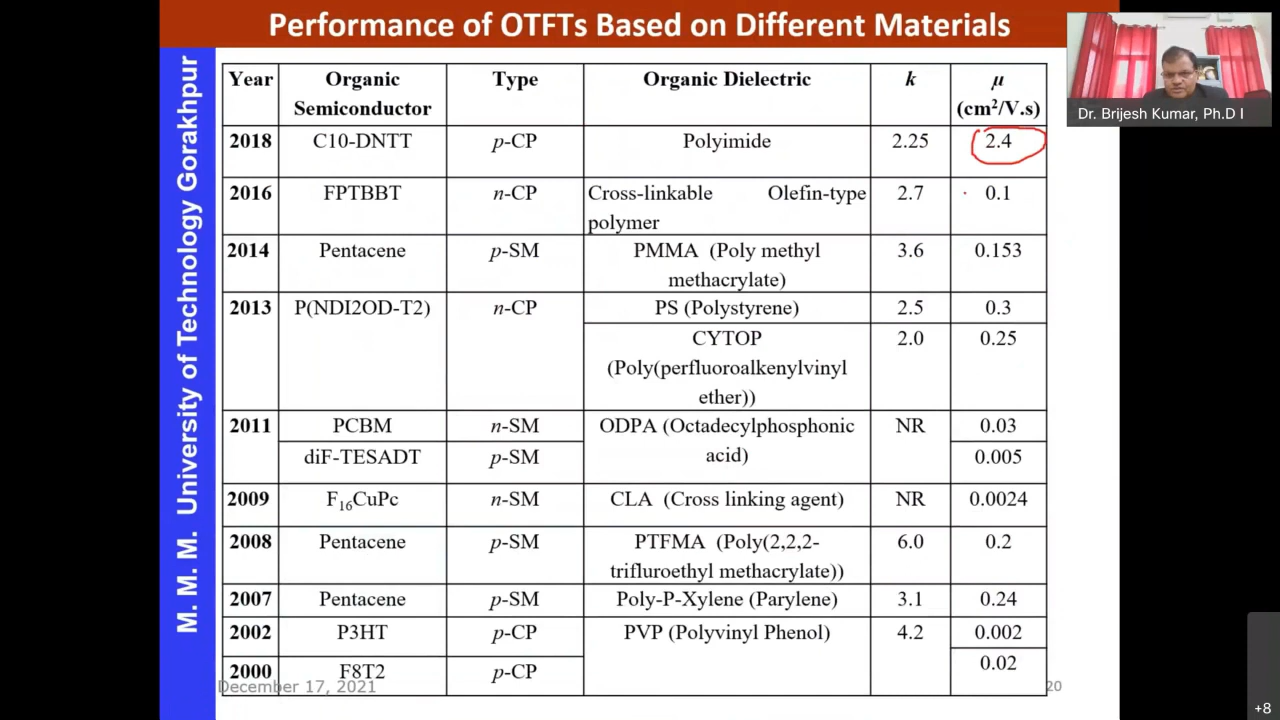 Performance of OTFTs Based on Different Materials
M. M. M. University of Technology Gorakhpur
Year Organic Semiconductor Type Organic Dielectric k µ (cm²/V.s)
2018 C10-DNTT p-CP Polyimide 2.25 2.4
2016 FPTBBT n-CP Cross-linkable Olefin-type polymer 2.7 0.1
2014 Pentacene p-SM PMMA (Poly methyl methacrylate) 3.6 0.153
2013 P(NDI2OD-T2) n-CP PS (Polystyrene) 2.5 0.3
CYTOP (Poly(perfluoroalkenylvinyl ether)) 2.0 0.25
2011 PCBM n-SM ODPA (Octadecylphosphonic acid) NR 0.03
diF-TESADT p-SM 0.005
2009 F₁₆CuPc n-SM CLA (Cross linking agent) NR 0.0024
2008 Pentacene p-SM PTFMA (Poly(2,2,2-trifluroethyl methacrylate)) 6.0 0.2
2007 Pentacene p-SM Poly-P-Xylene (Parylene) 3.1 0.24
2002 P3HT p-CP PVP (Polyvinyl Phenol) 4.2 0.002
2000 F8T2 p-CP 0.02
December 17, 2021
20
Dr. Brijesh Kumar, Ph.D I
+8